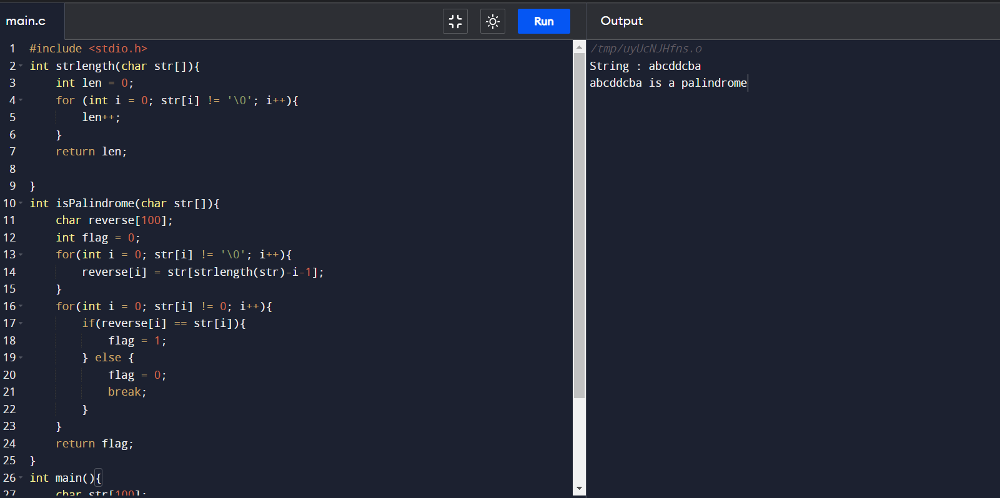 main.c
Run
Output
1 #include <stdio.h>
2 int strlength(char str[]){
3     int len = 0;
4     for (int i = 0; str[i] != '\0'; i++){
5         len++;
6     }
7     return len;
8
9 }
10 int isPalindrome(char str[]){
11     char reverse[100];
12     int flag = 0;
13     for(int i = 0; str[i] != '\0'; i++){
14         reverse[i] = str[strlength(str)-i-1];
15     }
16     for(int i = 0; str[i] != 0; i++){
17         if(reverse[i] == str[i]){
18             flag = 1;
19         } else {
20             flag = 0;
21             break;
22         }
23     }
24     return flag;
25 }
26 int main(){
27     char str[100];
/tmp/uyUcNJHfns.o
String : abcddcba
abcddcba is a palindrome